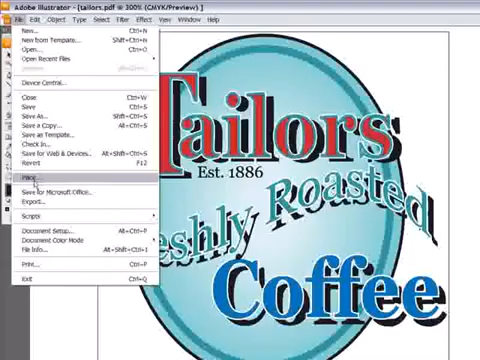 Adobe Illustrator - [tailors.pdf @ 300% (CMYK/Preview)]
File Edit Object Type Select Filter Effect View Window Help
New... Ctrl+N
New from Template... Shift+Ctrl+N
Open... Ctrl+O
Open Recent Files
Device Central...
Close Ctrl+W
Save Ctrl+S
Save As... Shift+Ctrl+S
Save a Copy... Alt+Ctrl+S
Save as Template...
Check In...
Save for Web & Devices... Alt+Shift+Ctrl+S
Revert F12
Place...
Save for Microsoft Office...
Export...
Scripts
Document Setup... Alt+Ctrl+P
Document Color Mode
File Info... Alt+Shift+Ctrl+I
Print... Ctrl+P
Exit Ctrl+Q
Tailors
Est. 1886
eshly Roasted
Coffee